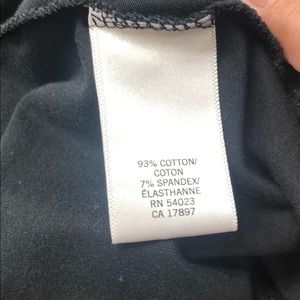 93% COTTON/
COTON
7% SPANDEX/
ÉLASTHANNE
RN 54023
CA 17897